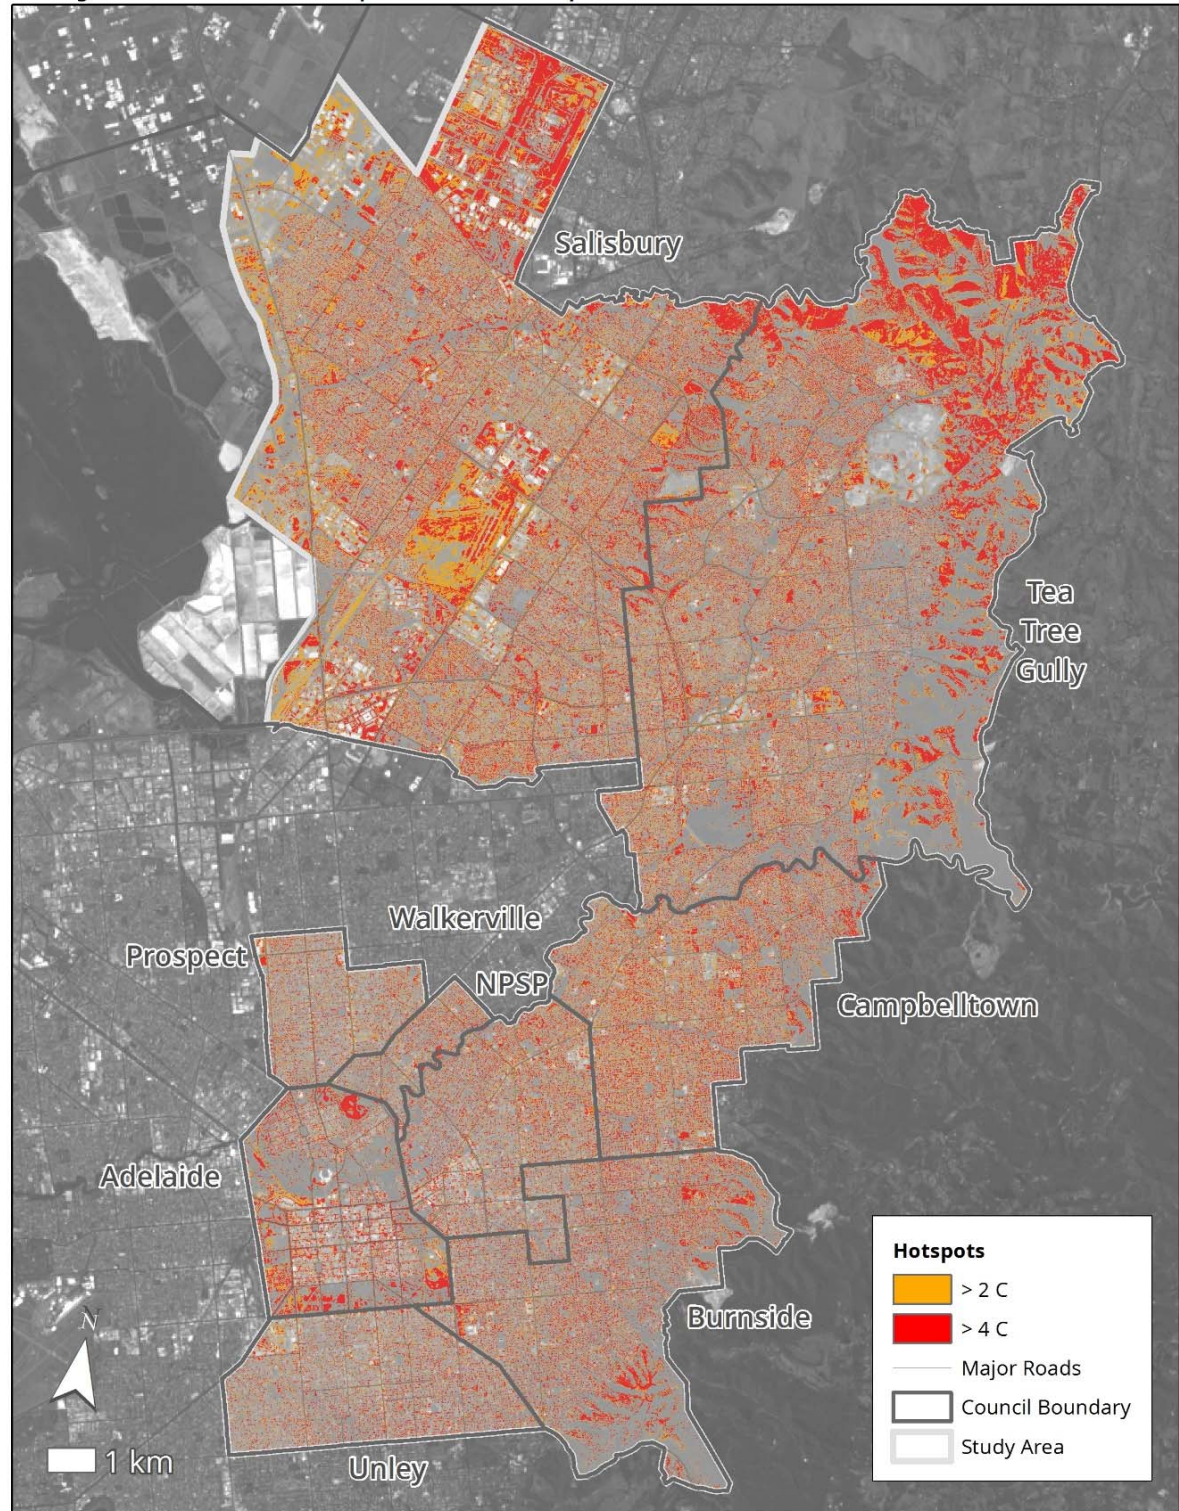 Salisbury
Tea
Tree
Gully
Walkerville
Prospect
NPSP
Campbelltown
Adelaide
Burnside
Unley
N
1 km
Hotspots
> 2 C
> 4 C
Major Roads
Council Boundary
Study Area